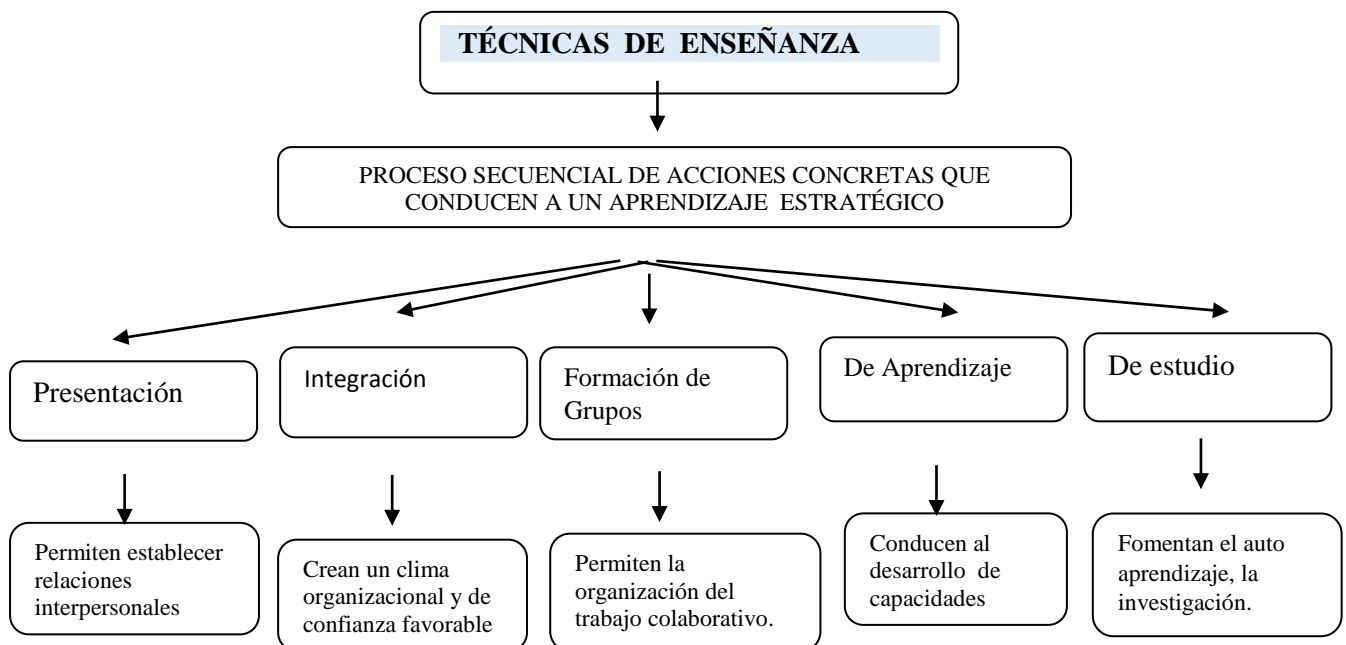 TÉCNICAS DE ENSEÑANZA
PROCESO SECUENCIAL DE ACCIONES CONCRETAS QUE
CONDUCEN A UN APRENDIZAJE ESTRATÉGICO
Presentación
Integración
Formación de
Grupos
De Aprendizaje
De estudio
Permiten establecer
relaciones
interpersonales
Crean un clima
organizacional y de
confianza favorable
Permiten la
organización del
trabajo colaborativo.
Conducen al
desarrollo de
capacidades
Fomentan el auto
aprendizaje, la
investigación.